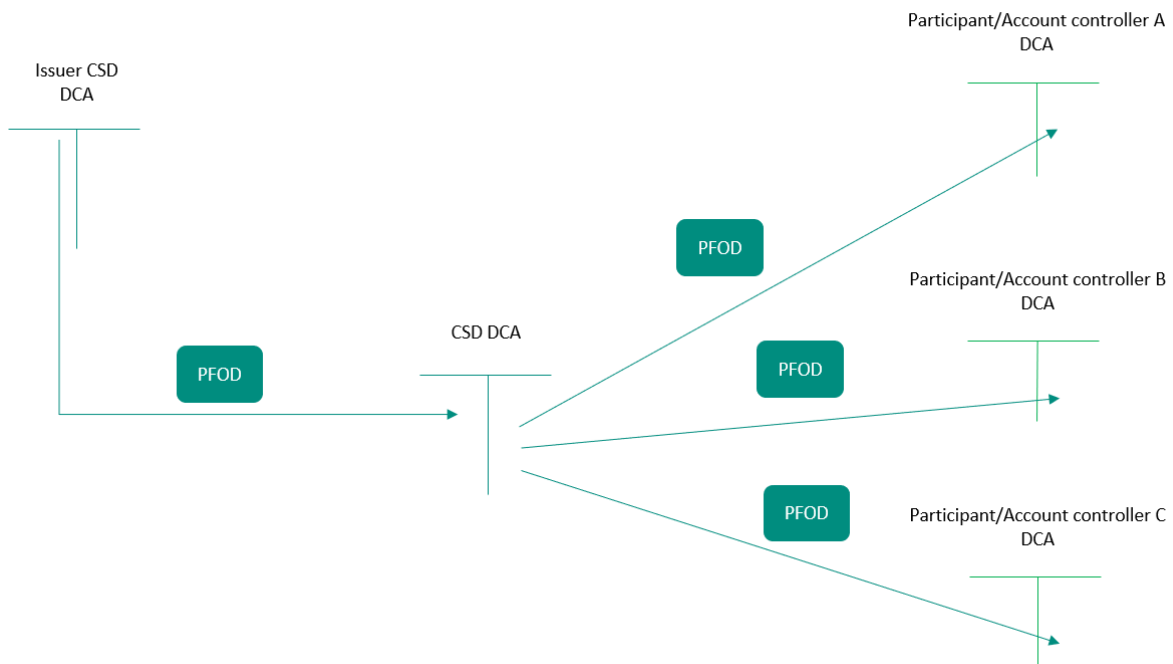 Participant/Account controller A
DCA
Issuer CSD
DCA
PFOD
Participant/Account controller B
DCA
CSD DCA
PFOD
PFOD
PFOD
Participant/Account controller C
DCA